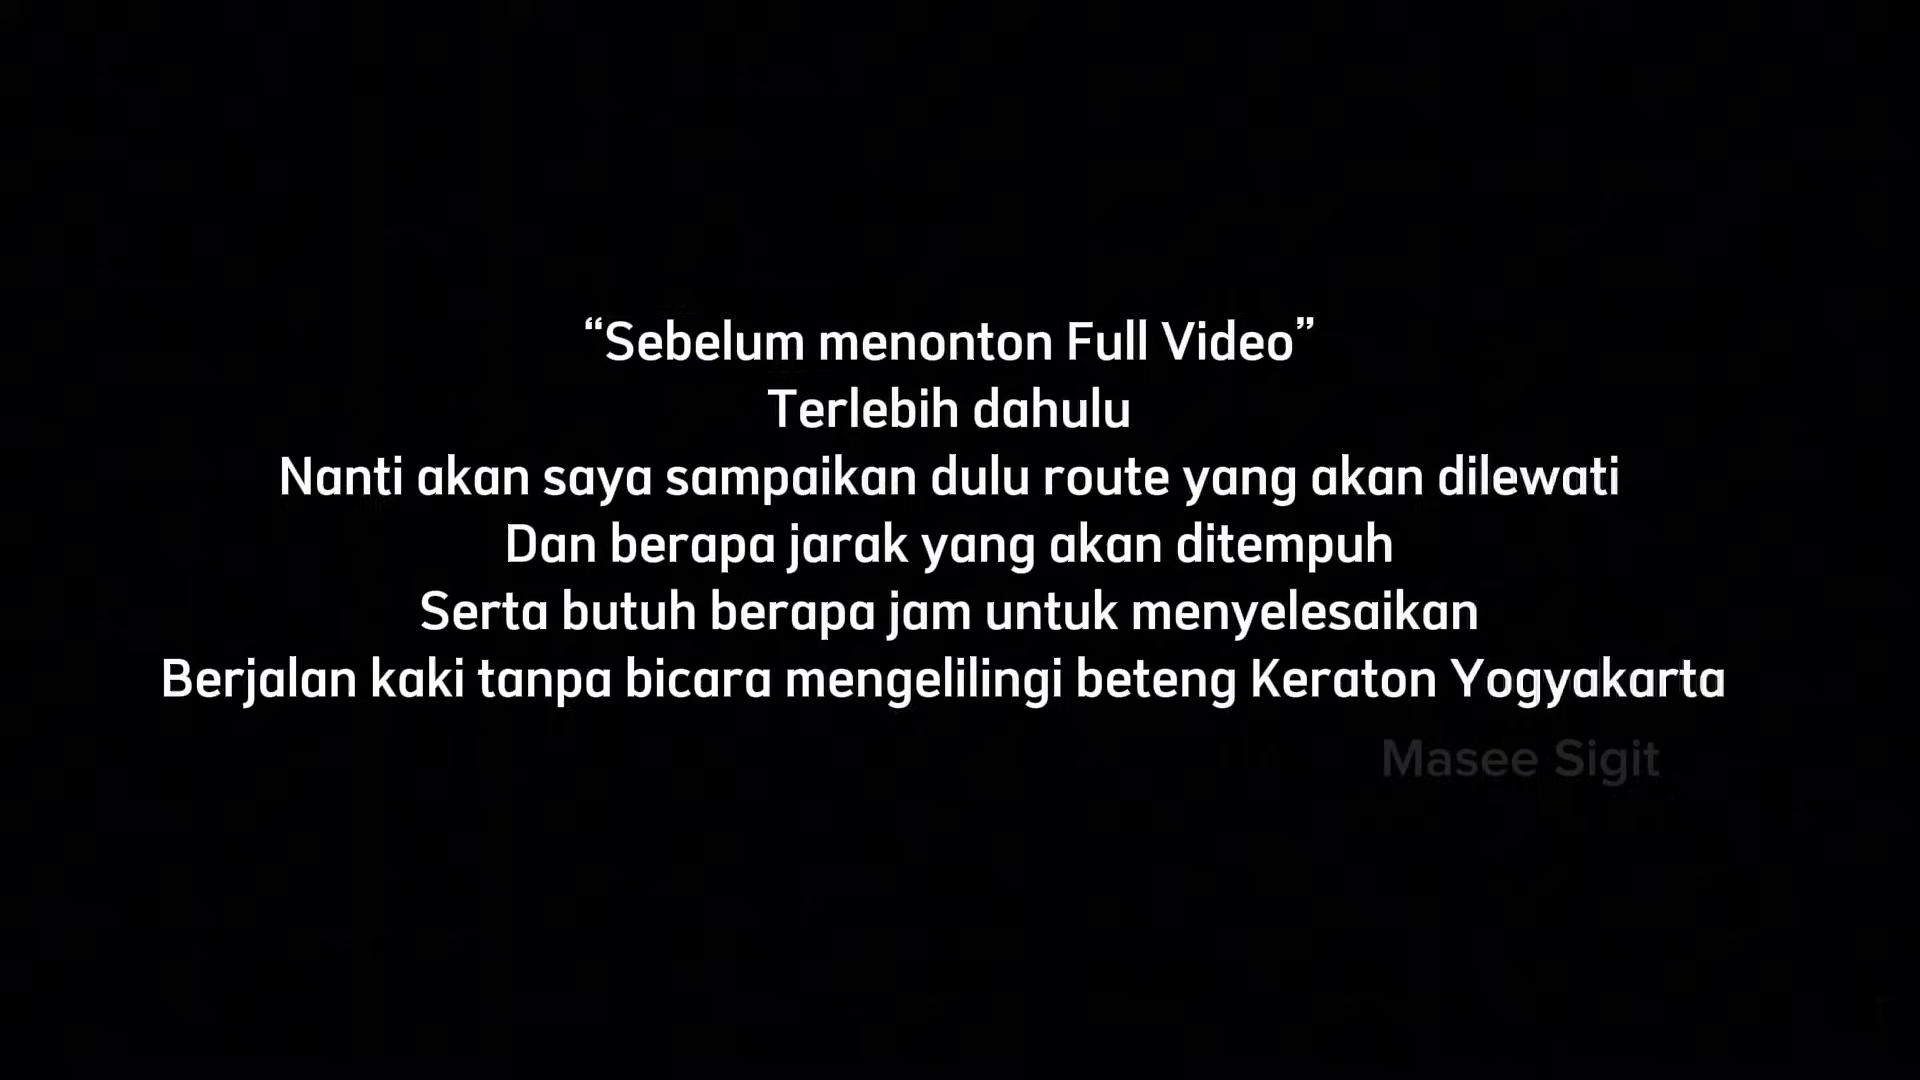 “Sebelum menonton Full Video”
Terlebih dahulu
Nanti akan saya sampaikan dulu route yang akan dilewati
Dan berapa jarak yang akan ditempuh
Serta butuh berapa jam untuk menyelesaikan
Berjalan kaki tanpa bicara mengelilingi beteng Keraton Yogyakarta
Masee Sigit